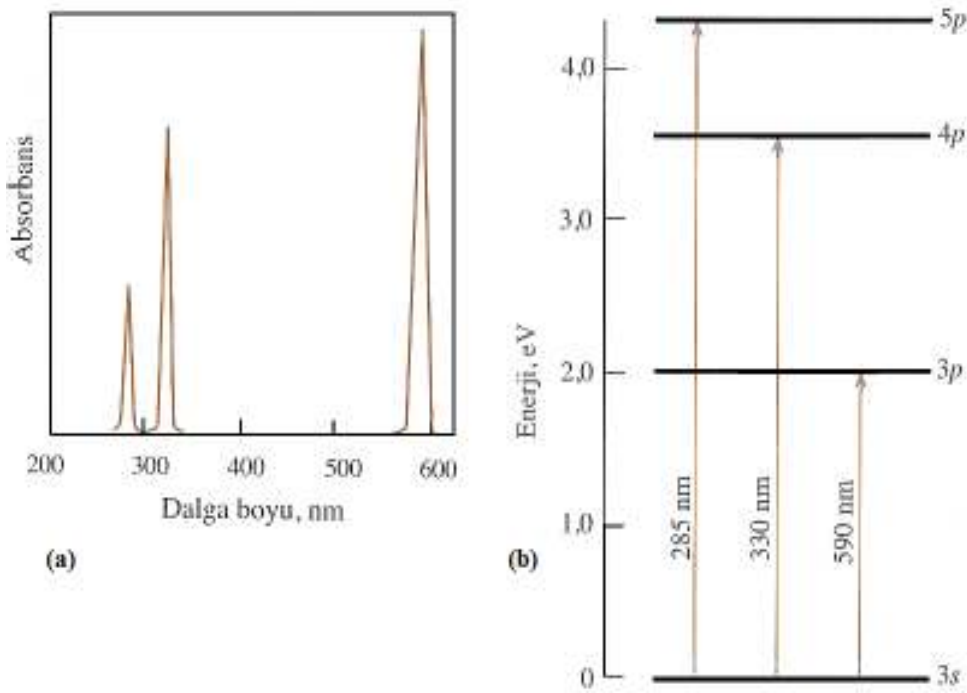 Absorbans
200 300 400 500 600
Dalga boyu, nm
(a)
5p
4,0
4p
3,0
Enerji, eV
2,0
3p
1,0
285 nm
330 nm
590 nm
(b)
0
3s